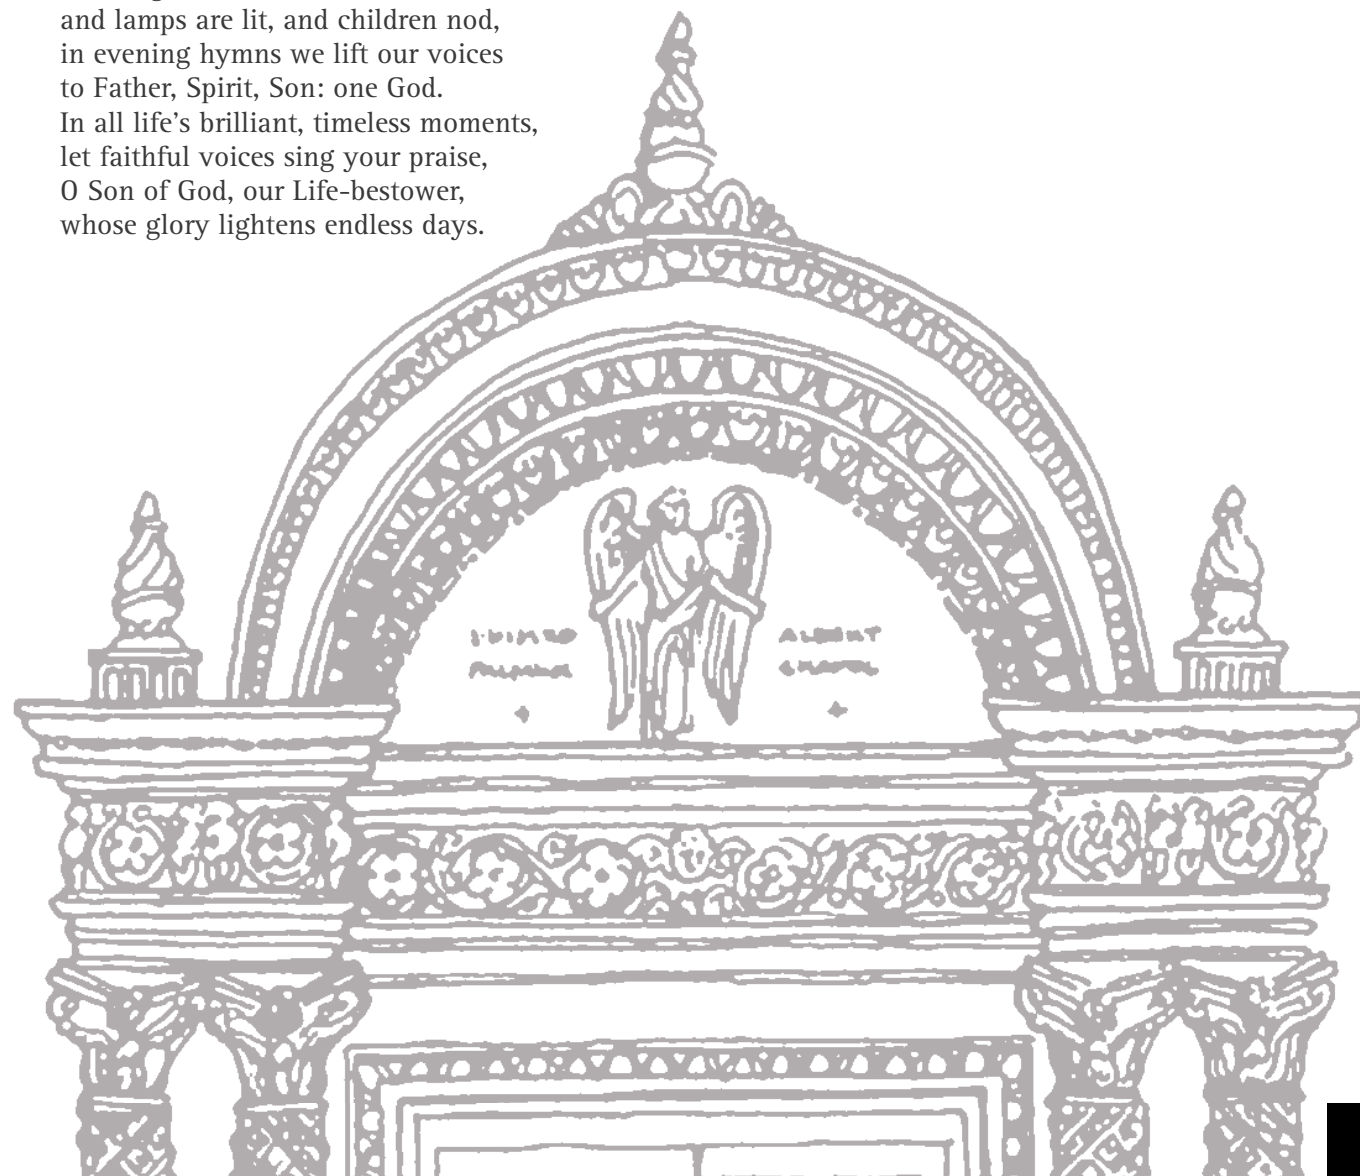 and lamps are lit, and children nod,
in evening hymns we lift our voices
to Father, Spirit, Son: one God.
In all life's brilliant, timeless moments,
let faithful voices sing your praise,
O Son of God, our Life-bestower,
whose glory lightens endless days.